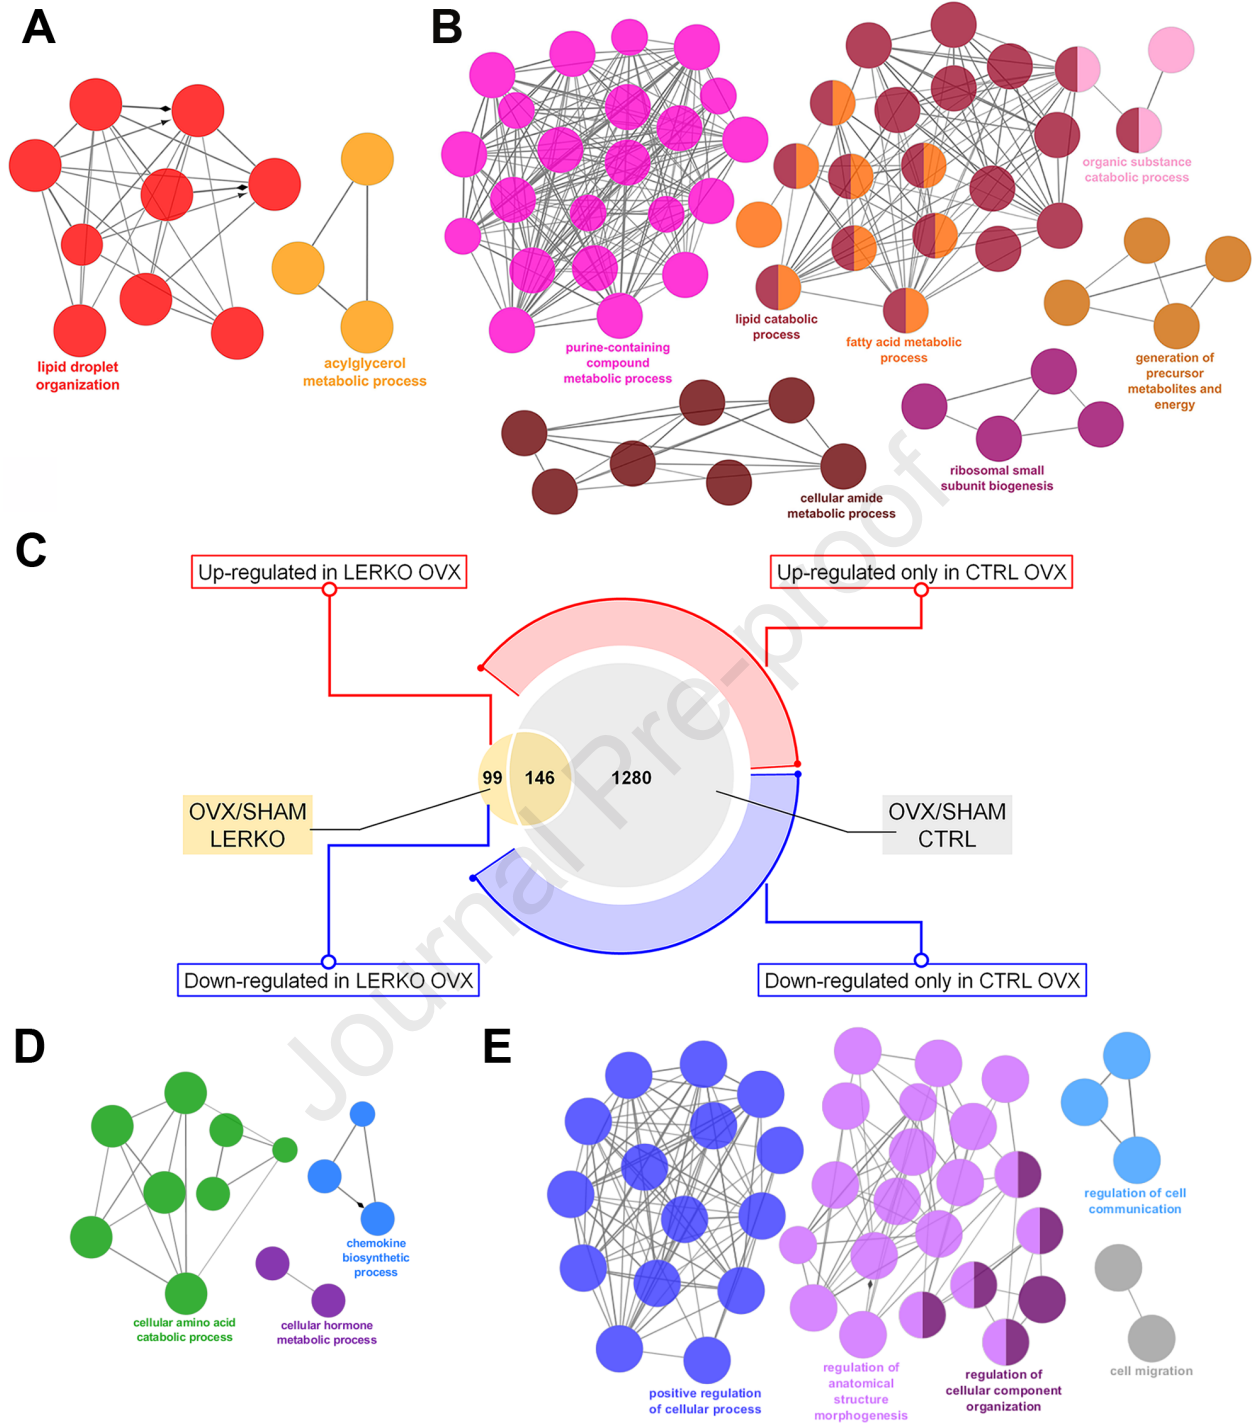 A
B
lipid droplet
organization
acylglycerol
metabolic process
purine-containing
compound
metabolic process
lipid catabolic
process
fatty acid metabolic
process
organic substance
catabolic process
generation of
precursor
metabolites and
energy
cellular amide
metabolic process
ribosomal small
subunit biogenesis
C
Up-regulated in LERKO OVX
Up-regulated only in CTRL OVX
99
146
1280
OVX/SHAM
LERKO
OVX/SHAM
CTRL
Down-regulated in LERKO OVX
Down-regulated only in CTRL OVX
Journal Pre-proof
D
E
cellular amino acid
catabolic process
chemokine
biosynthetic
process
cellular hormone
metabolic process
positive regulation
of cellular process
regulation of
anatomical
structure
morphogenesis
regulation of
cellular component
organization
regulation of cell
communication
cell migration